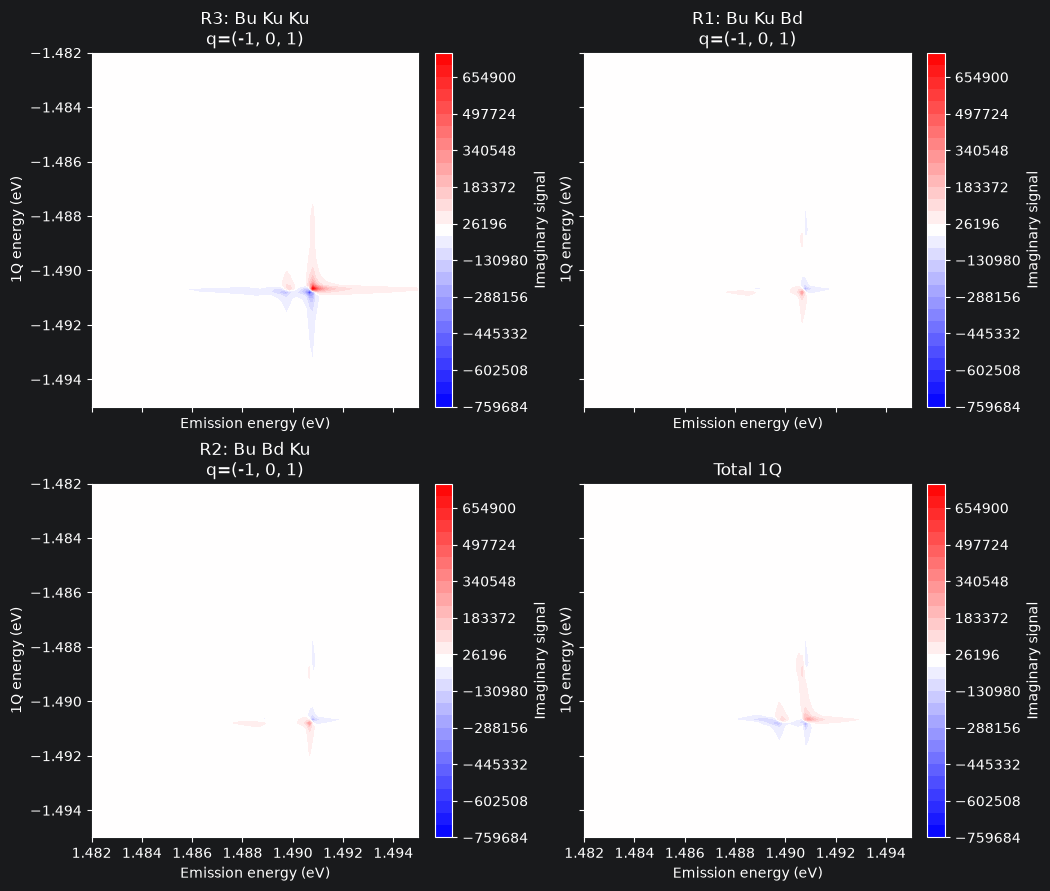 R3: Bu Ku Ku
q=(-1, 0, 1)
−1.482
−1.484
−1.486
−1.488
−1.490
−1.492
−1.494
1Q energy (eV)
Emission energy (eV)
654900
497724
340548
183372
26196
−130980
−288156
−445332
−602508
−759684
Imaginary signal
R1: Bu Ku Bd
q=(-1, 0, 1)
1Q energy (eV)
Emission energy (eV)
654900
497724
340548
183372
26196
−130980
−288156
−445332
−602508
−759684
Imaginary signal
R2: Bu Bd Ku
q=(-1, 0, 1)
−1.482
−1.484
−1.486
−1.488
−1.490
−1.492
−1.494
1Q energy (eV)
1.482 1.484 1.486 1.488 1.490 1.492 1.494
Emission energy (eV)
654900
497724
340548
183372
26196
−130980
−288156
−445332
−602508
−759684
Imaginary signal
Total 1Q
1Q energy (eV)
1.482 1.484 1.486 1.488 1.490 1.492 1.494
Emission energy (eV)
654900
497724
340548
183372
26196
−130980
−288156
−445332
−602508
−759684
Imaginary signal